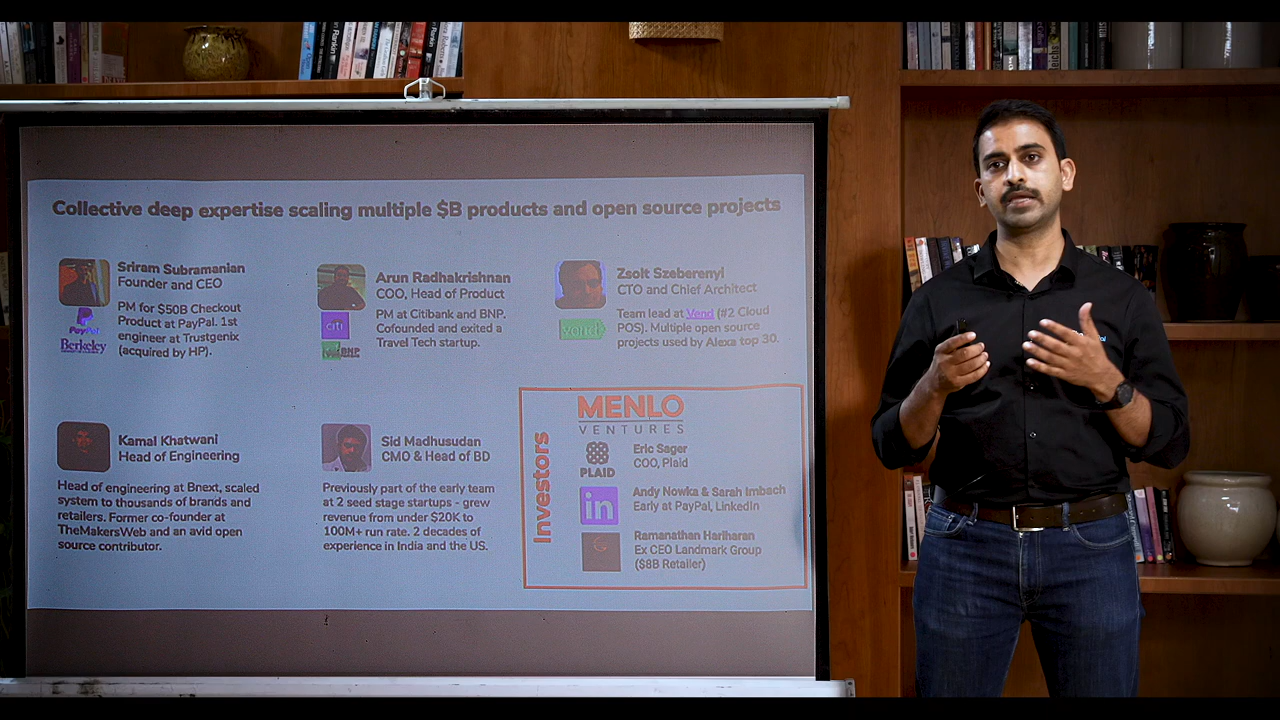 Collective deep expertise scaling multiple $B products and open source projects
Sriram Subramanian
Founder and CEO
PM for $50B Checkout
Product at PayPal. 1st
engineer at Trustgenix
(acquired by HP).
PayPal
Berkeley
Arun Radhakrishnan
COO, Head of Product
PM at Citibank and BNP.
Cofounded and exited a
Travel Tech startup.
citi
BNP
Zsolt Szeberenyi
CTO and Chief Architect
Team lead at Vend (#2 Cloud
POS). Multiple open source
projects used by Alexa top 30.
vend
Kamal Khatwani
Head of Engineering
Head of engineering at Bnext, scaled
system to thousands of brands and
retailers. Former co-founder at
TheMakersWeb and an avid open
source contributor.
Sid Madhusudan
CMO & Head of BD
Previously part of the early team
at 2 seed stage startups - grew
revenue from under $20K to
100M+ run rate. 2 decades of
experience in India and the US.
Investors
MENLO
VENTURES
PLAID
Eric Sager
COO, Plaid
in
Andy Nowka & Sarah Imbach
Early at PayPal, LinkedIn
Ramanathan Hariharan
Ex CEO Landmark Group
($8B Retailer)